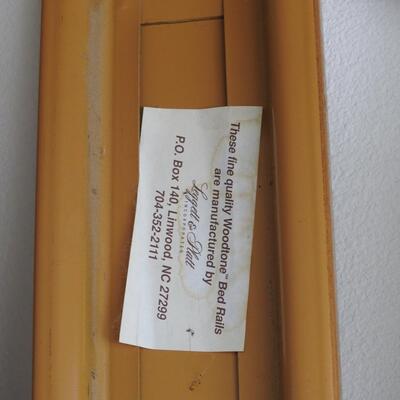 These fine quality Woodtone™ Bed Rails
are manufactured by
Leggett & Platt
INCORPORATED
P.O. Box 140, Linwood, NC 27299
704-352-2111